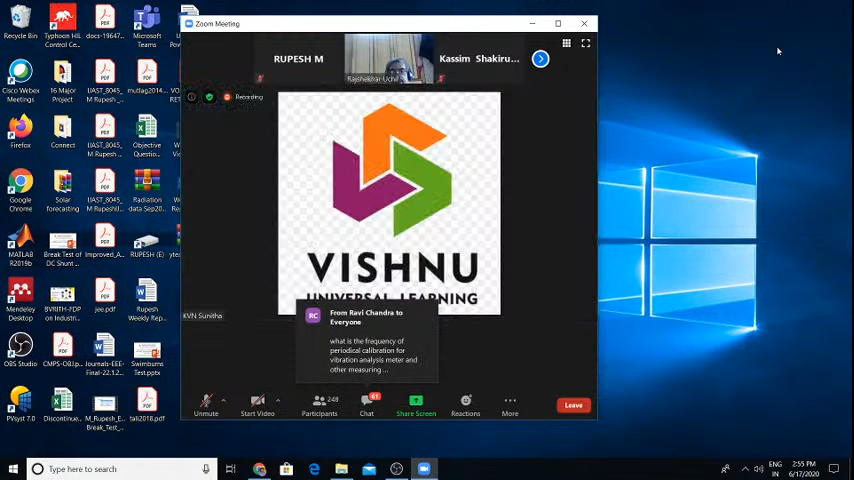 Recycle Bin
Typhoon HIL
Control Ce...
docs-19647...
Microsoft
Teams
Cisco Webex
Meetings
16 Major
Project
IJAST_8045_
M Rupesh_...
mutlag2014...
Firefox
Connect
IJAST_8045_
M Rupesh_...
Objective
Questio...
Google
Chrome
Solar
forecasting
IJAST_8045_
Radiation
data Sep20...
MATLAB
R2019b
Break Test of
DC Shunt ...
Improved_A...
RUPESH (E)
Mendeley
Desktop
BVRITH-FDP
on Industri...
jee.pdf
Rupesh
Weekly Rep...
OBS Studio
CMPS-OBJ.p...
Journals-EEE-
Final-22.12...
Swimburns
Test.pptx
PVsyst 7.0
Discontinue...
M_Rupesh_E...
Break_Test_...
tali2018.pdf
Zoom Meeting
RUPESH M
Rajshekhar Uchil
Kassim Shakiru...
Recording
VISHNU
UNIVERSAL LEARNING
KVN Sunitha
RC
From Ravi Chandra to
Everyone
what is the frequency of
periodical calibration for
vibration analysis meter and
other measuring ...
248
61
Unmute
Start Video
Participants
Chat
Share Screen
Reactions
More
Leave
Type here to search
ENG
IN
2:55 PM
6/17/2020